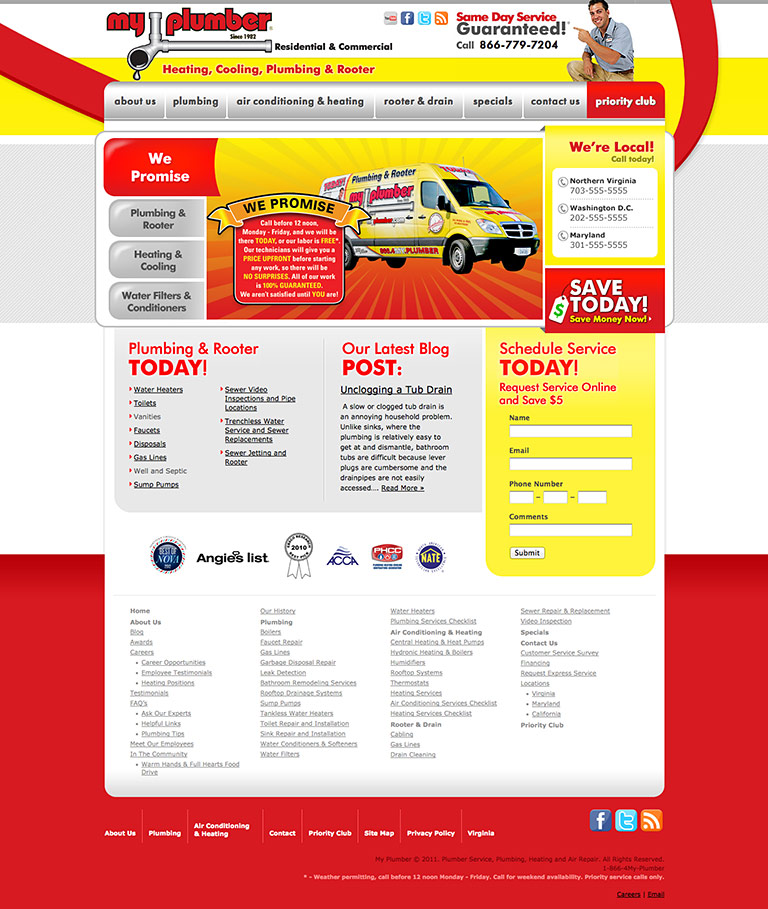 my plumber
Since 1982
Residential & Commercial
Heating, Cooling, Plumbing & Rooter
Same Day Service
Guaranteed!*
Call 866-779-7204
about us
plumbing
air conditioning & heating
rooter & drain
specials
contact us
priority club
We
Promise
Plumbing &
Rooter
Heating &
Cooling
Water Filters &
Conditioners
WE PROMISE
Call before 12 noon,
Monday - Friday, and we will be
there TODAY, or our labor is FREE*.
Our technicians will give you a
PRICE UPFRONT before starting
any work, so there will be
NO SURPRISES. All of our work
is 100% GUARANTEED.
We aren't satisfied until YOU are!
TODAY!
Plumbing & Rooter
my plumber
plumber.com
PLUMBER
We're Local!
Call today!
Northern Virginia
703-555-5555
Washington D.C.
202-555-5555
Maryland
301-555-5555
SAVE
TODAY!
$
Save Money Now!
Plumbing & Rooter
TODAY!
Water Heaters
Toilets
Vanities
Faucets
Disposals
Gas Lines
Well and Septic
Sump Pumps
Sewer Video
Inspections and Pipe
Locations
Trenchless Water
Service and Sewer
Replacements
Sewer Jetting and
Rooter
Our Latest Blog
POST:
Unclogging a Tub Drain
A slow or clogged tub drain is
an annoying household problem.
Unlike sinks, where the
plumbing is relatively easy to
get at and dismantle, bathroom
tubs are difficult because lever
plugs are cumbersome and the
drainpipes are not easily
accessed.... Read More »
Schedule Service
TODAY!
Request Service Online
and Save $5
Name
Email
Phone Number
– –
Comments
Submit
BEST OF
NOVA
Angie's list
2010
ACCA
PHCC
NATE
Home
About Us
Blog
Awards
Careers
• Career Opportunities
• Employee Testimonials
• Heating Positions
Testimonials
FAQ's
• Ask Our Experts
• Helpful Links
• Plumbing Tips
Meet Our Employees
In The Community
• Warm Hands & Full Hearts Food
Drive
Our History
Plumbing
Boilers
Faucet Repair
Gas Lines
Garbage Disposal Repair
Leak Detection
Bathroom Remodeling Services
Rooftop Drainage Systems
Sump Pumps
Tankless Water Heaters
Toilet Repair and Installation
Sink Repair and Installation
Water Conditioners & Softeners
Water Filters
Water Heaters
Plumbing Services Checklist
Air Conditioning & Heating
Central Heating & Heat Pumps
Hydronic Heating & Boilers
Humidifiers
Rooftop Systems
Thermostats
Heating Services
Air Conditioning Services Checklist
Heating Services Checklist
Rooter & Drain
Cabling
Gas Lines
Drain Cleaning
Sewer Repair & Replacement
Video Inspection
Specials
Contact Us
Customer Service Survey
Financing
Request Express Service
Locations
• Virginia
• Maryland
• California
Priority Club
About Us
Plumbing
Air Conditioning
& Heating
Contact
Priority Club
Site Map
Privacy Policy
Virginia
My Plumber © 2011. Plumber Service, Plumbing, Heating and Air Repair. All Rights Reserved.
1-866-4My-Plumber
* - Weather permitting, call before 12 noon Monday - Friday. Call for weekend availability. Priority service calls only.
Careers | Email